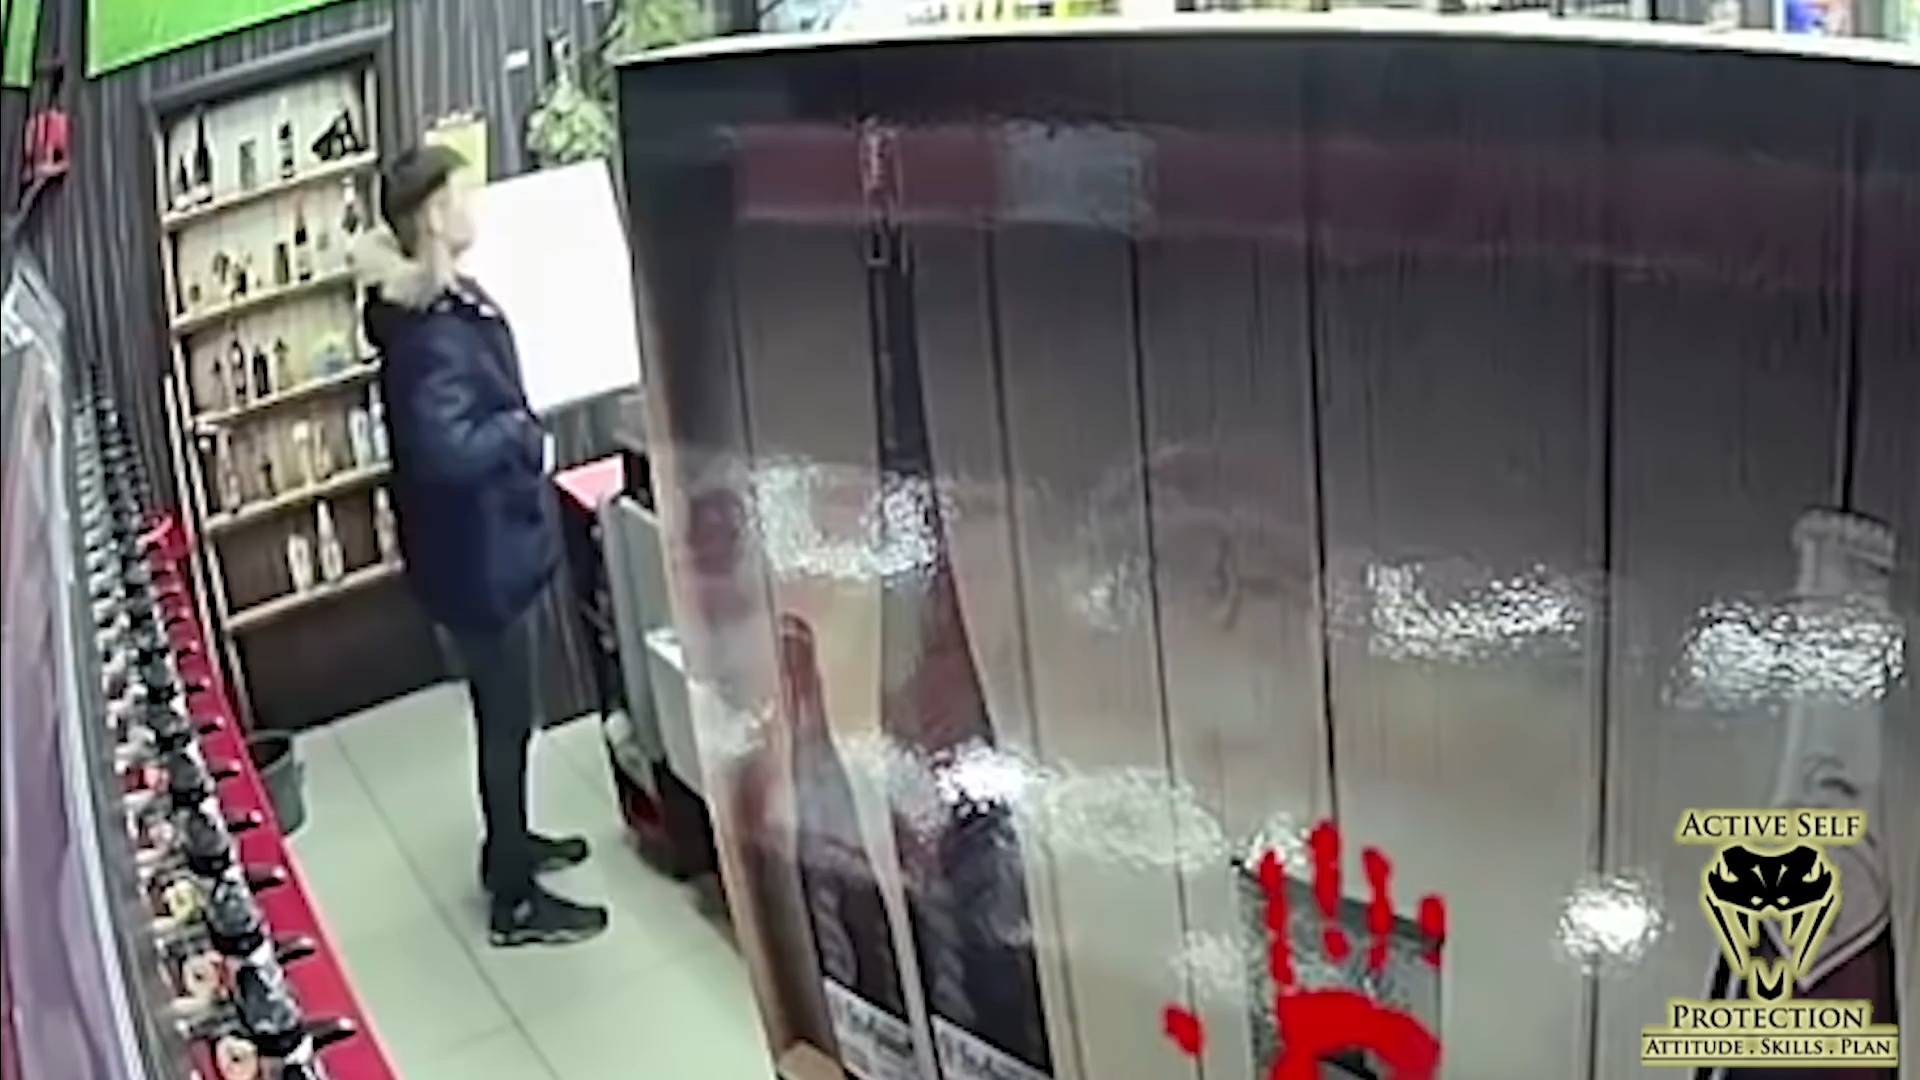 ACTIVE SELF
PROTECTION
ATTITUDE . SKILLS . PLAN